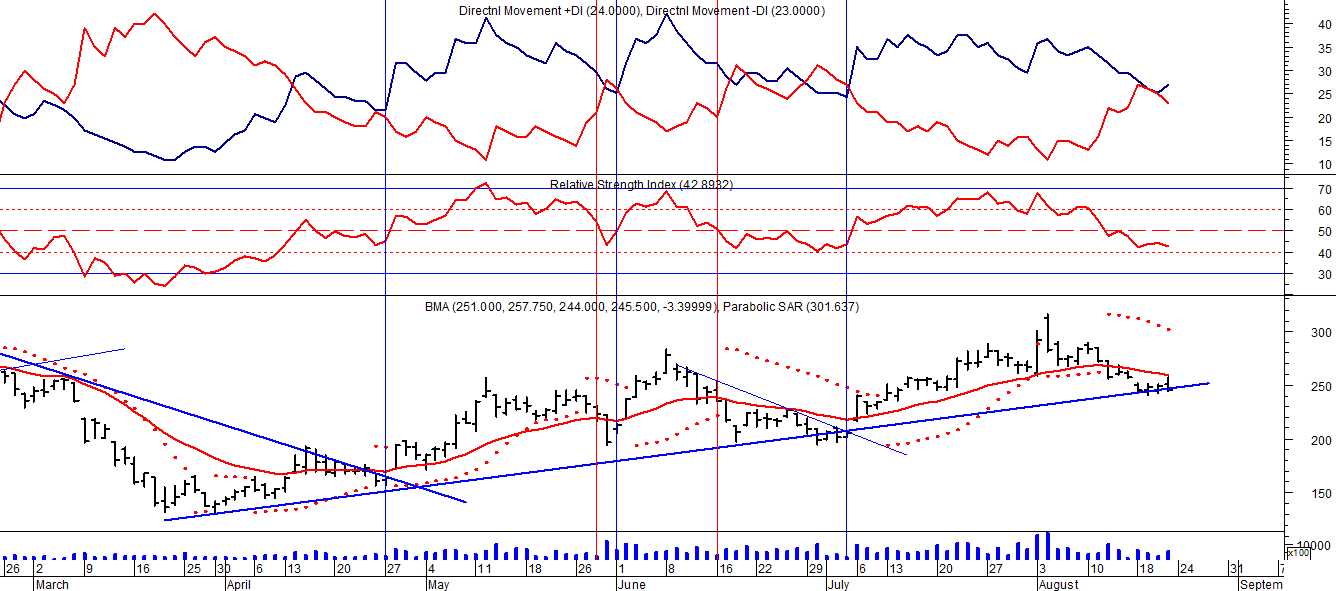 Directnl Movement +DI (24.0000), Directnl Movement -DI (23.0000)
40
35
30
25
20
15
10
Relative Strength Index (42.8932)
70
60
50
40
30
BMA (251.000, 257.750, 244.000, 245.500, -3.39999), Parabolic SAR (301.637)
300
250
200
150
10000
x100
26 2 9 16 25 30 6 13 20 27 4 11 18 26 1 8 16 22 29 6 13 20 27 3 10 18 24 31 7
March April May June July August Septem